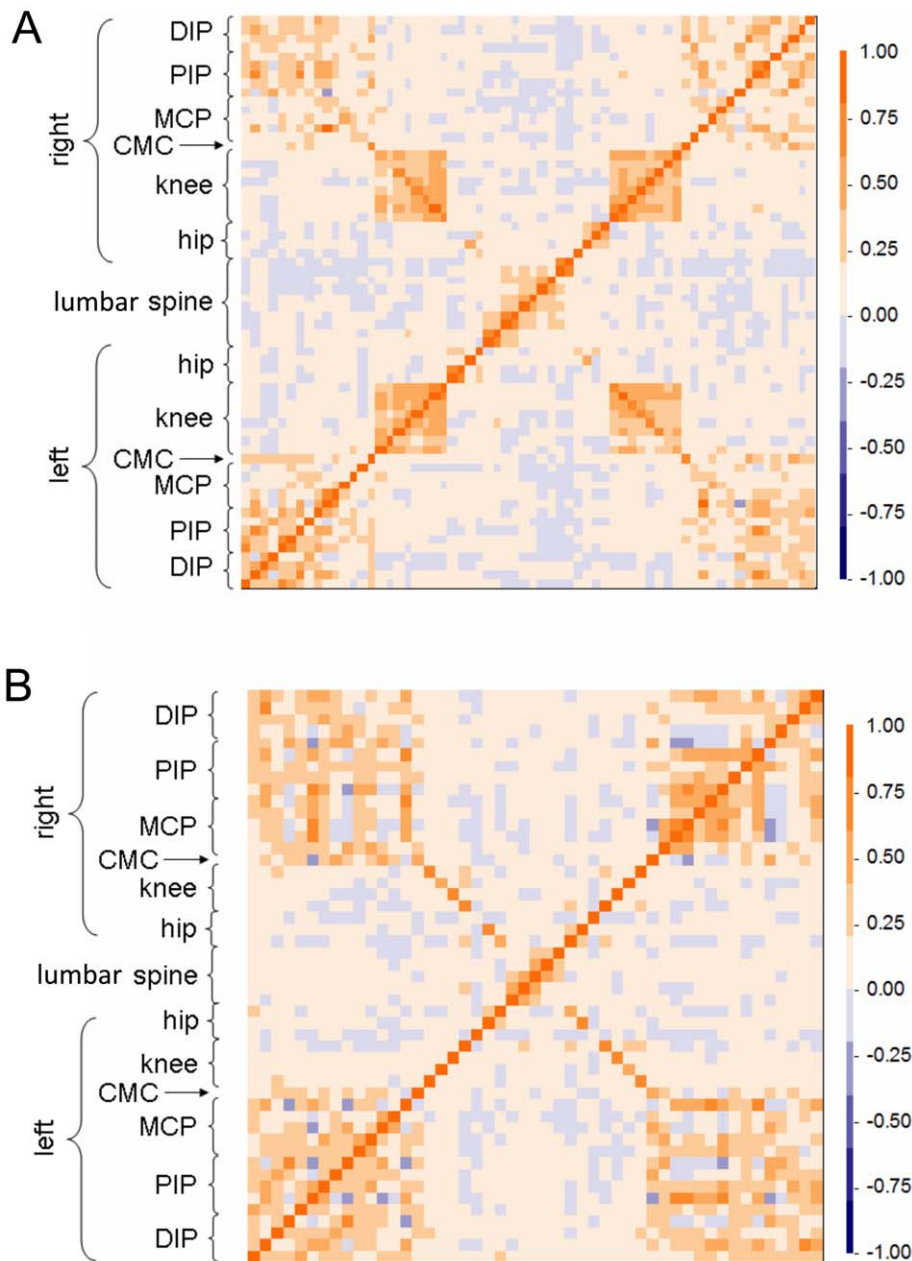 A
right
DIP
PIP
MCP
CMC
knee
hip
lumbar spine
left
hip
knee
CMC
MCP
PIP
DIP
1.00
0.75
0.50
0.25
0.00
-0.25
-0.50
-0.75
-1.00
B
right
DIP
PIP
MCP
CMC
knee
hip
lumbar spine
left
hip
knee
CMC
MCP
PIP
DIP
1.00
0.75
0.50
0.25
0.00
-0.25
-0.50
-0.75
-1.00